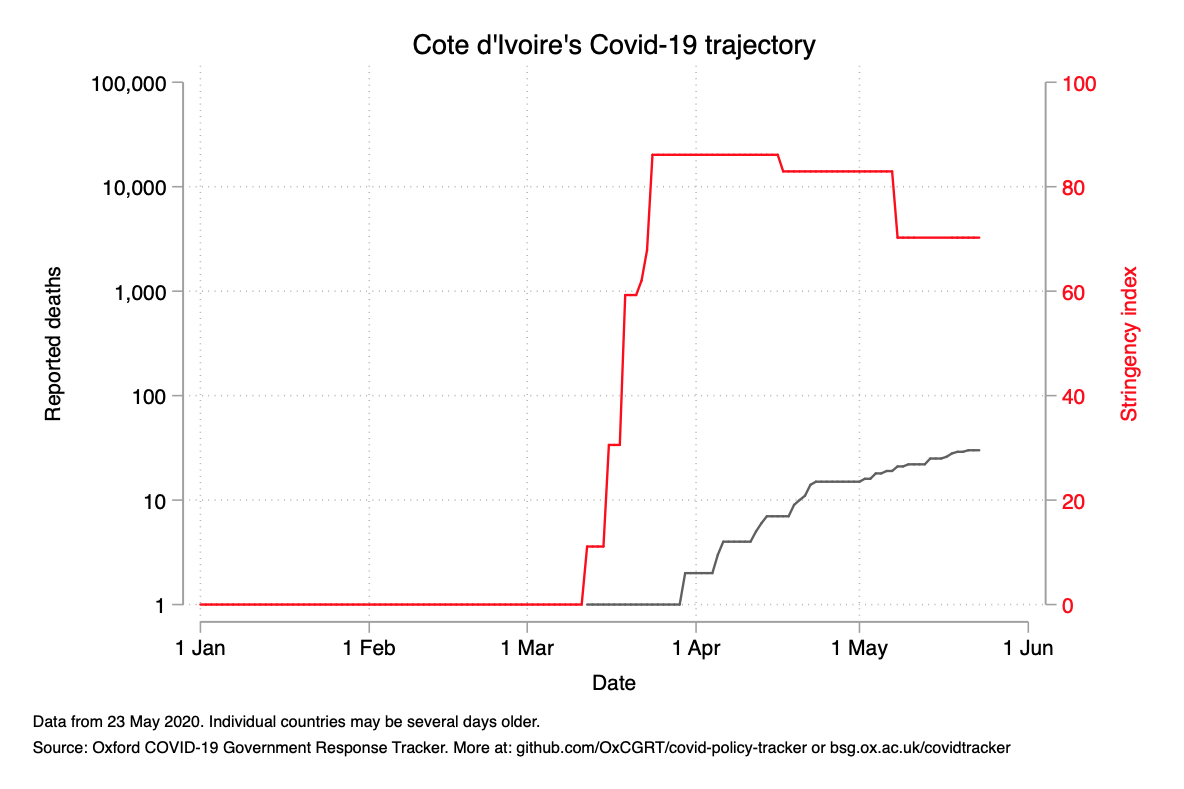 Cote d'Ivoire's Covid-19 trajectory
100,000
10,000
1,000
100
10
1
Reported deaths
100
80
60
40
20
0
Stringency index
1 Jan
1 Feb
1 Mar
1 Apr
1 May
1 Jun
Date
Data from 23 May 2020. Individual countries may be several days older.
Source: Oxford COVID-19 Government Response Tracker. More at: github.com/OxCGRT/covid-policy-tracker or bsg.ox.ac.uk/covidtracker